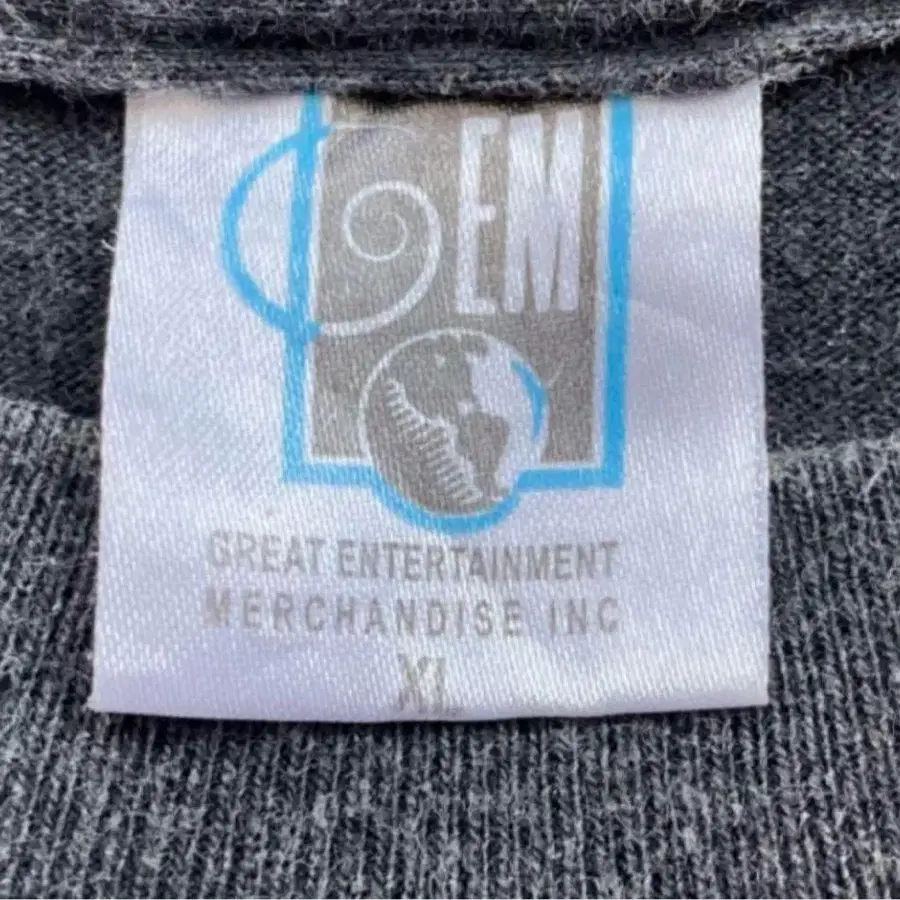 GEM
GREAT ENTERTAINMENT
MERCHANDISE INC
XL